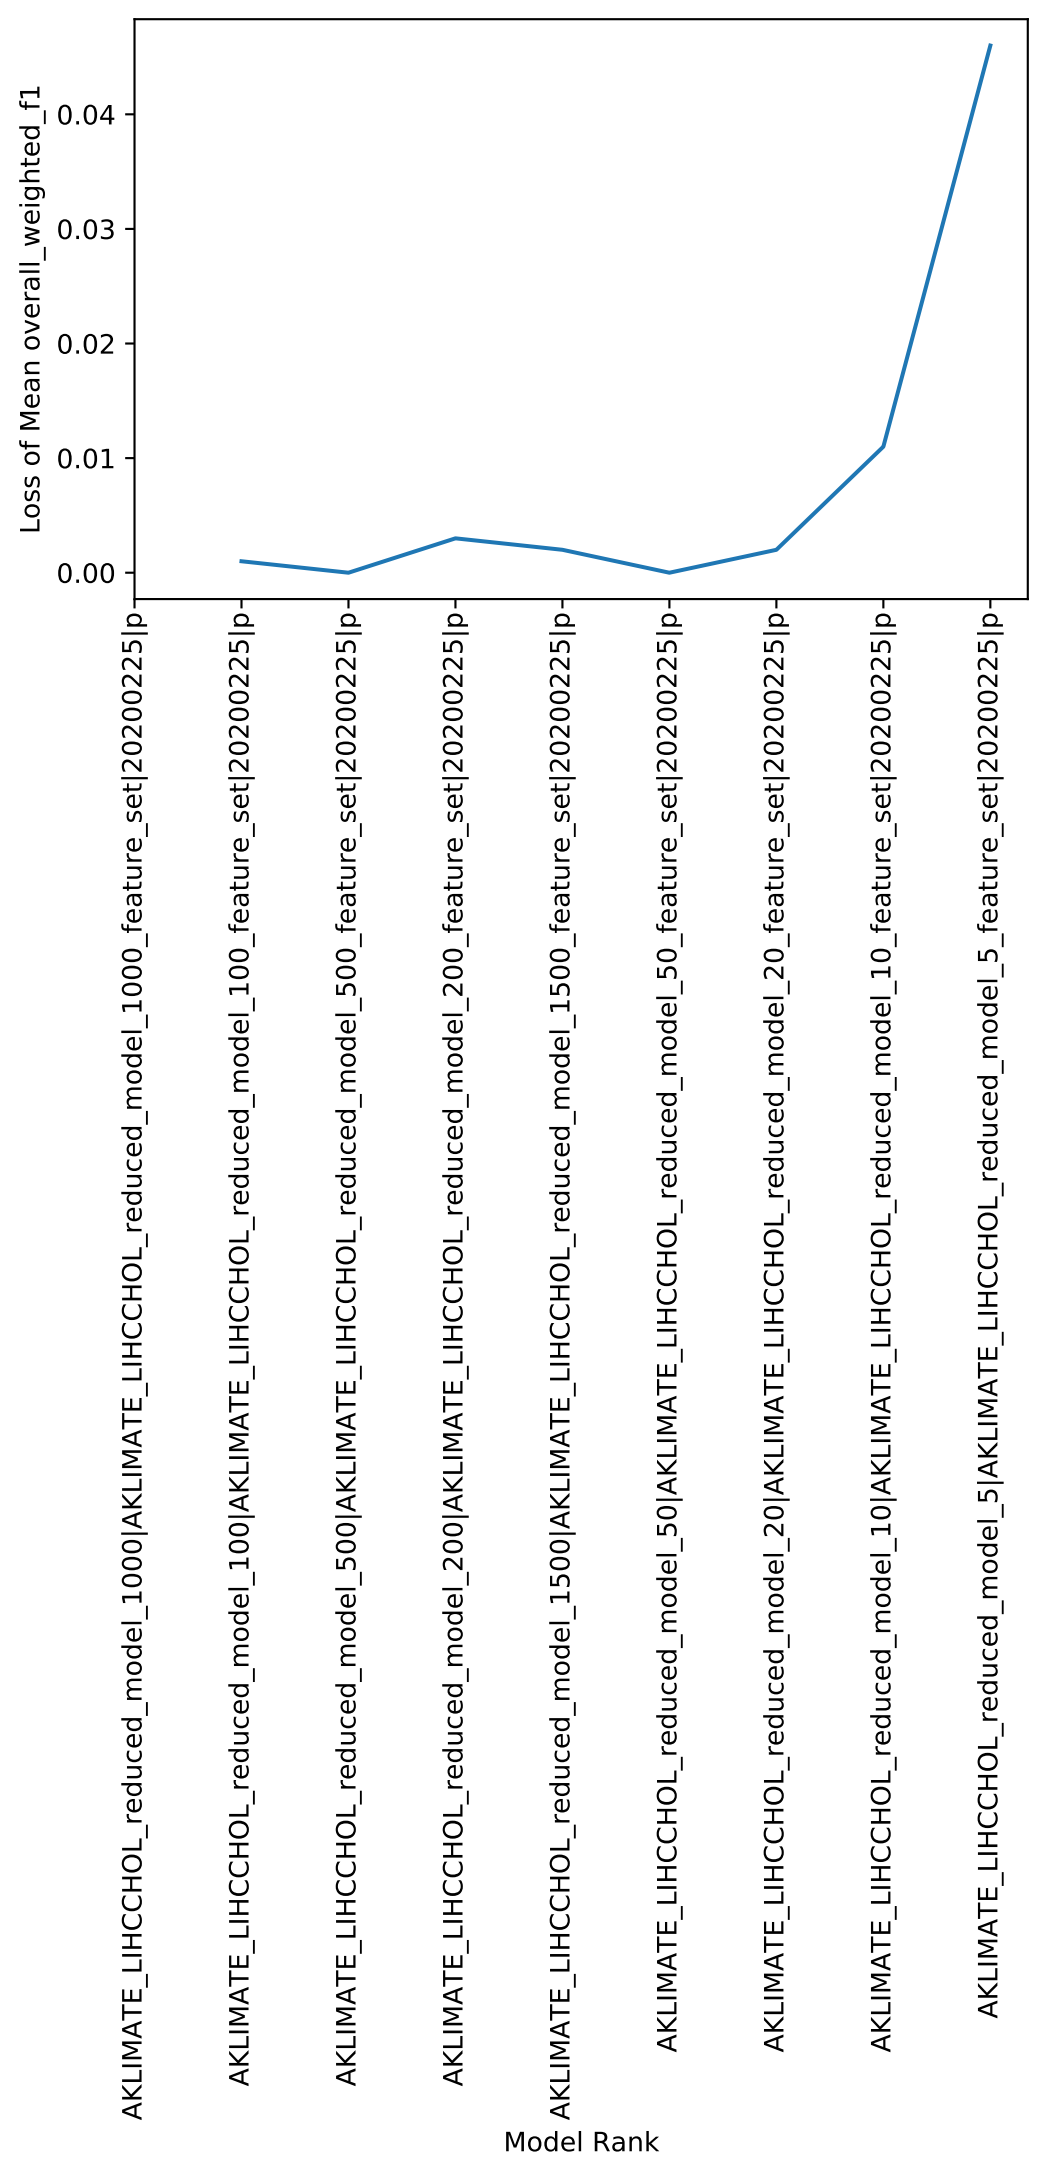 Loss of Mean overall_weighted_f1
0.04
0.03
0.02
0.01
0.00
AKLIMATE_LIHCCHOL_reduced_model_1000|AKLIMATE_LIHCCHOL_reduced_model_1000_feature_set|20200225|p
AKLIMATE_LIHCCHOL_reduced_model_100|AKLIMATE_LIHCCHOL_reduced_model_100_feature_set|20200225|p
AKLIMATE_LIHCCHOL_reduced_model_500|AKLIMATE_LIHCCHOL_reduced_model_500_feature_set|20200225|p
AKLIMATE_LIHCCHOL_reduced_model_200|AKLIMATE_LIHCCHOL_reduced_model_200_feature_set|20200225|p
AKLIMATE_LIHCCHOL_reduced_model_1500|AKLIMATE_LIHCCHOL_reduced_model_1500_feature_set|20200225|p
AKLIMATE_LIHCCHOL_reduced_model_50|AKLIMATE_LIHCCHOL_reduced_model_50_feature_set|20200225|p
AKLIMATE_LIHCCHOL_reduced_model_20|AKLIMATE_LIHCCHOL_reduced_model_20_feature_set|20200225|p
AKLIMATE_LIHCCHOL_reduced_model_10|AKLIMATE_LIHCCHOL_reduced_model_10_feature_set|20200225|p
AKLIMATE_LIHCCHOL_reduced_model_5|AKLIMATE_LIHCCHOL_reduced_model_5_feature_set|20200225|p
Model Rank